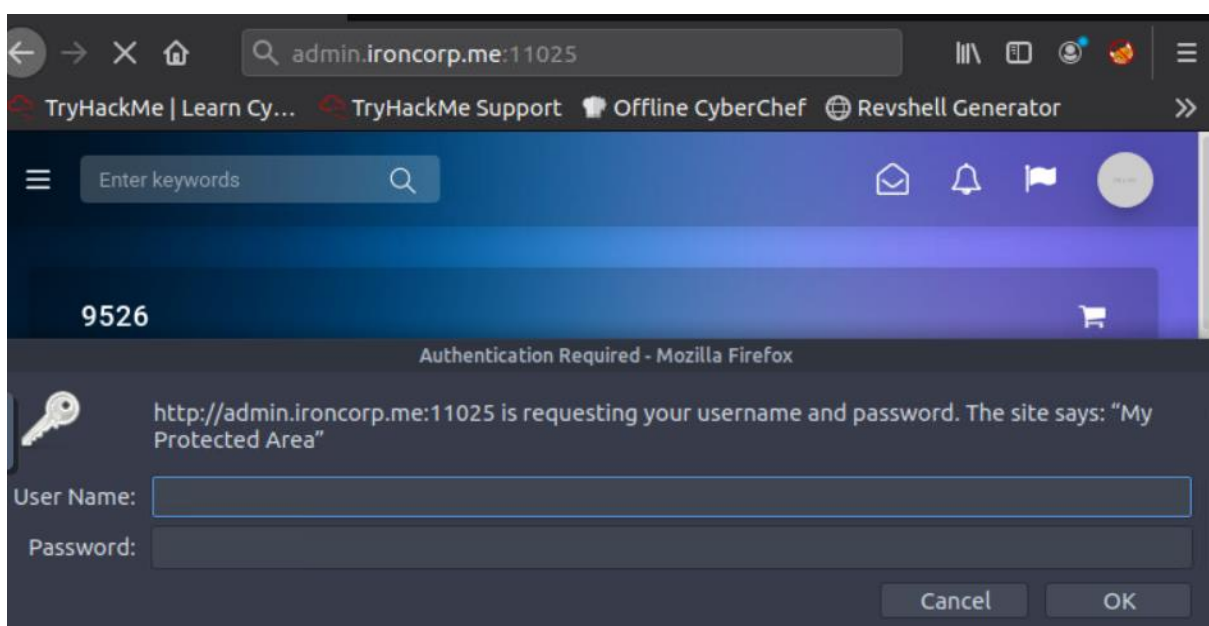 admin.ironcorp.me:11025
TryHackMe | Learn Cy... TryHackMe Support Offline CyberChef Revshell Generator
Enter keywords
9526
Authentication Required - Mozilla Firefox
http://admin.ironcorp.me:11025 is requesting your username and password. The site says: “My
Protected Area”
User Name:
Password:
Cancel OK